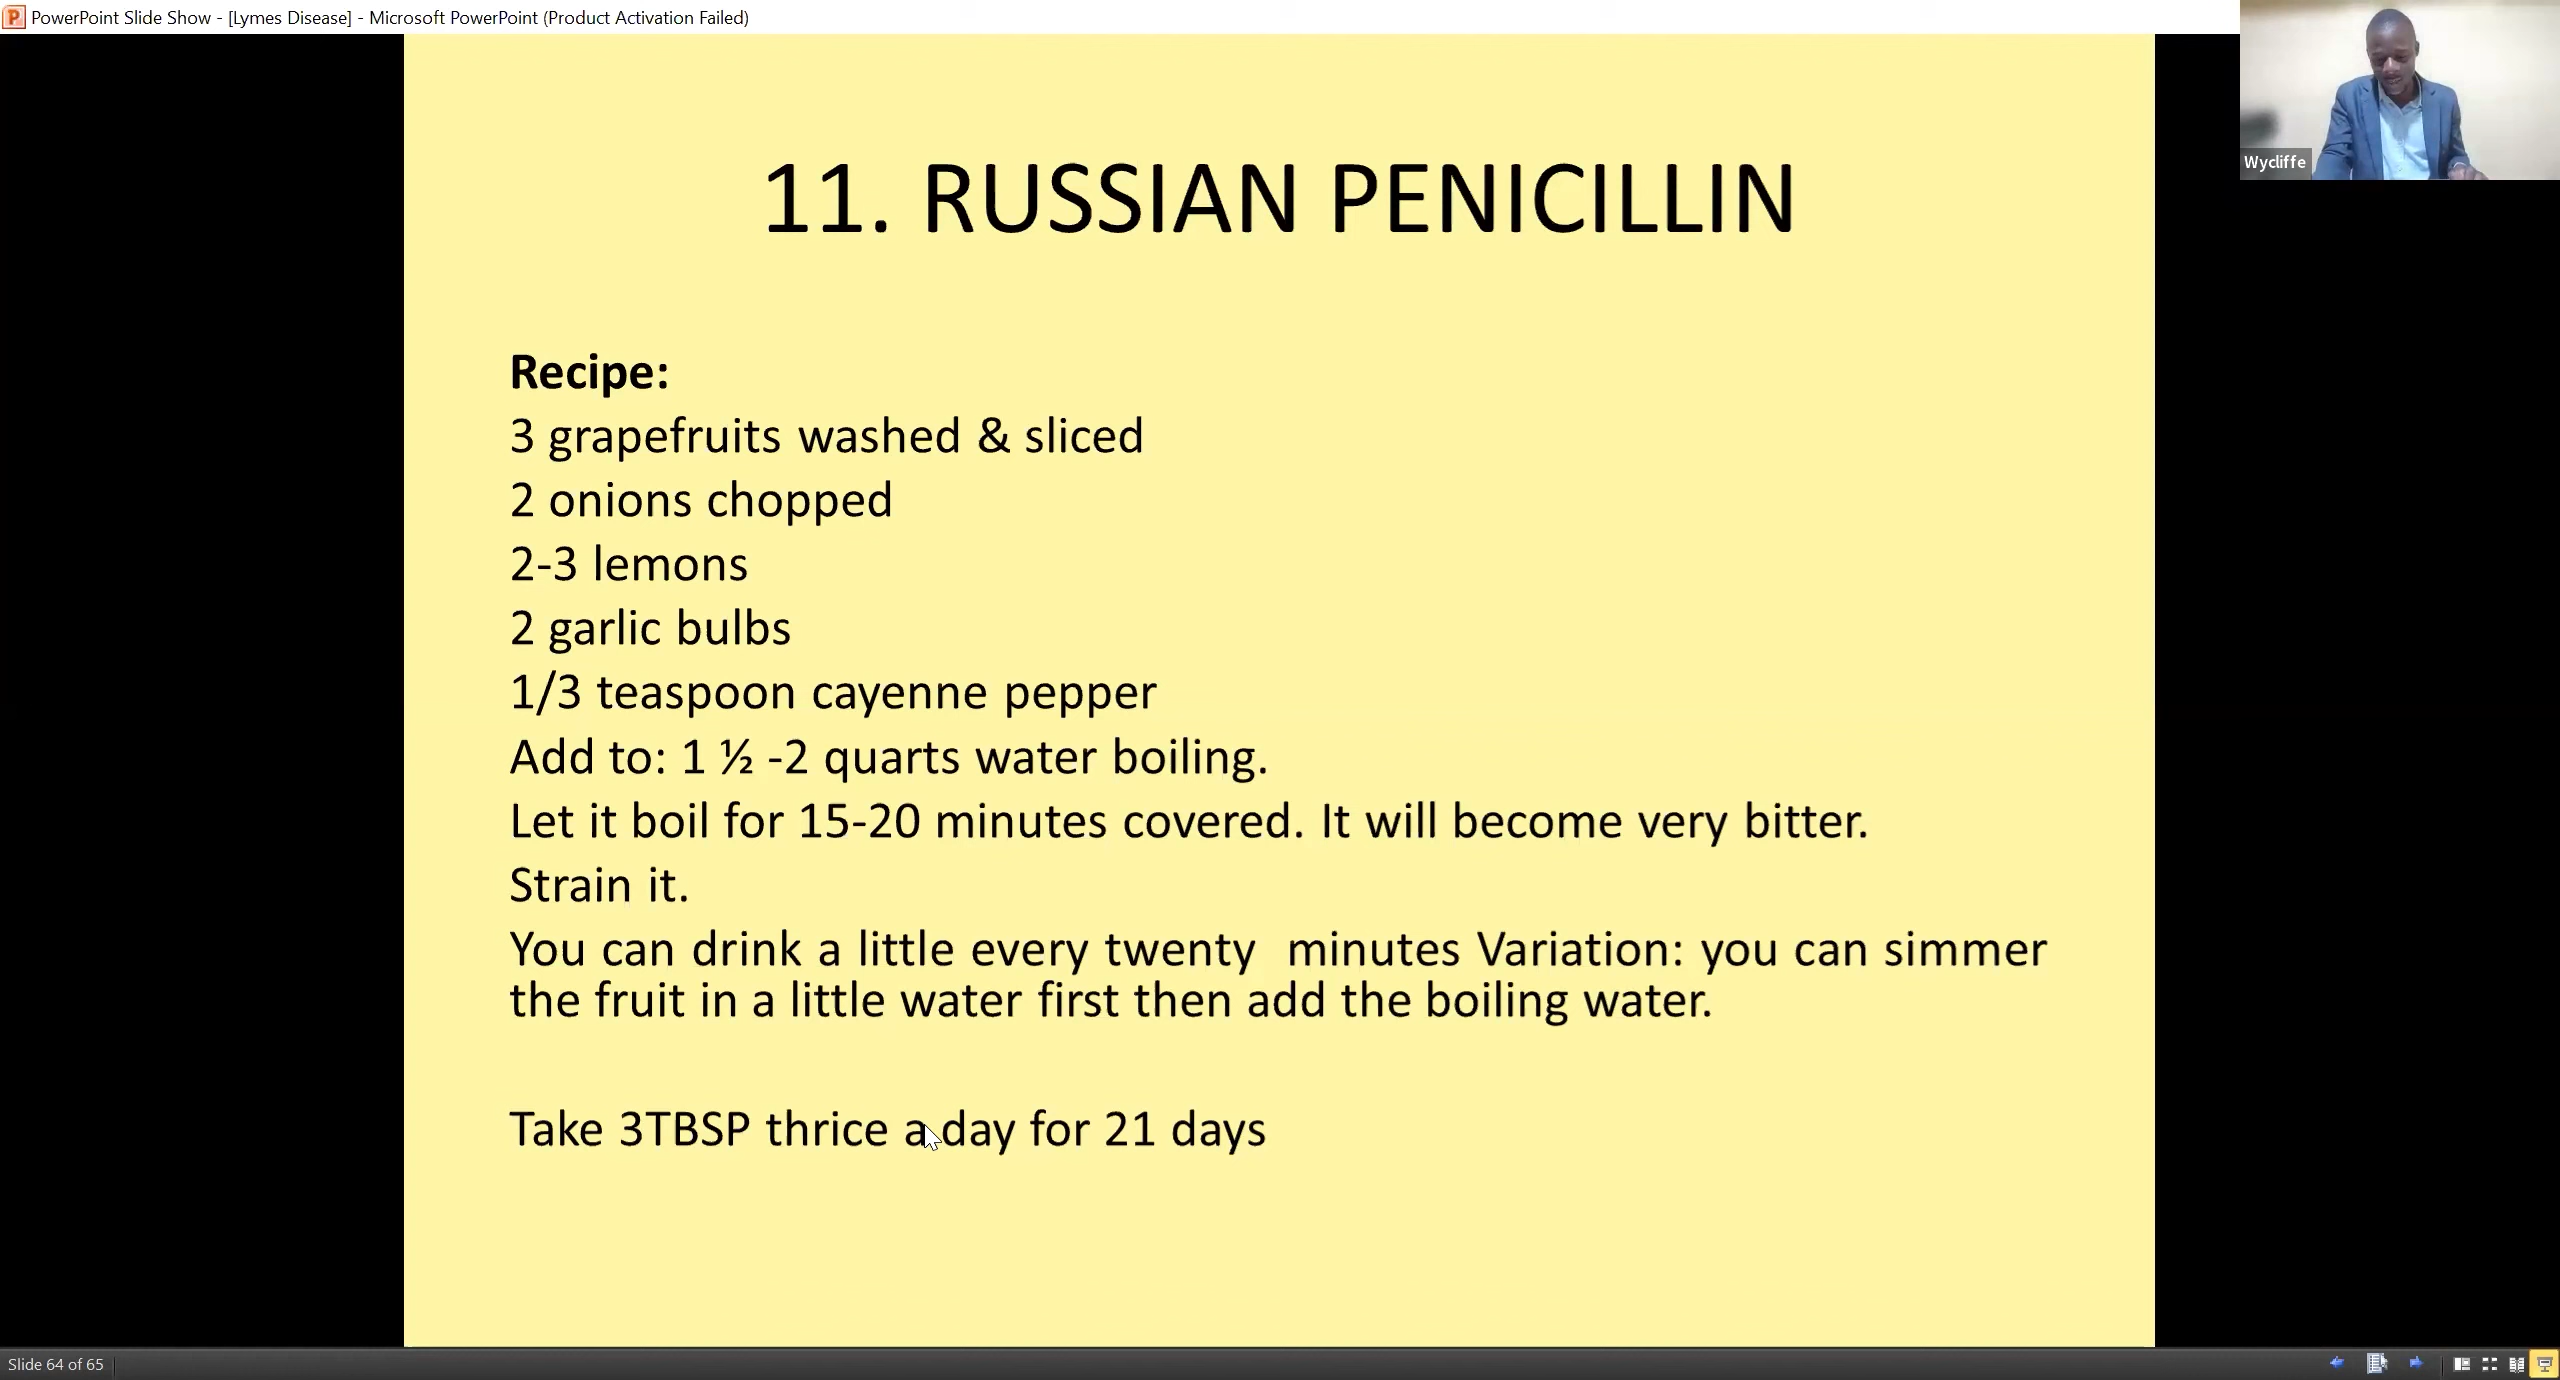 PowerPoint Slide Show - [Lymes Disease] - Microsoft PowerPoint (Product Activation Failed)
Wycliffe
11. RUSSIAN PENICILLIN
Recipe:
3 grapefruits washed & sliced
2 onions chopped
2-3 lemons
2 garlic bulbs
1/3 teaspoon cayenne pepper
Add to: 1 ½ -2 quarts water boiling.
Let it boil for 15-20 minutes covered. It will become very bitter.
Strain it.
You can drink a little every twenty  minutes Variation: you can simmer
the fruit in a little water first then add the boiling water.
Take 3TBSP thrice a day for 21 days
Slide 64 of 65